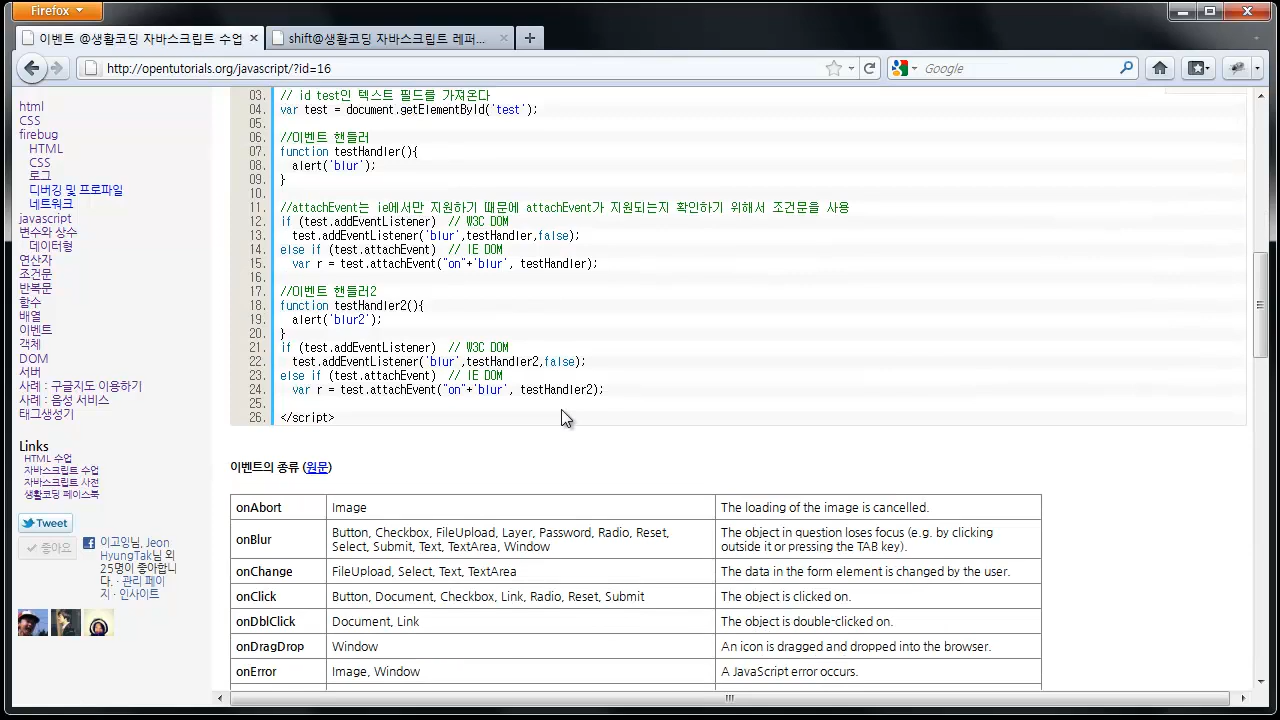 Firefox
이벤트 @생활코딩 자바스크립트 수업
shift@생활코딩 자바스크립트 레퍼...
http://opentutorials.org/javascript/?id=16
Google
html
CSS
firebug
HTML
CSS
로그
디버깅 및 프로파일
네트워크
javascript
변수와 상수
데이터형
연산자
조건문
반복문
함수
배열
이벤트
객체
DOM
서버
사례 : 구글지도 이용하기
사례 : 음성 서비스
태그생성기
Links
HTML 수업
자바스크립트 수업
자바스크립트 사전
생활코딩 페이스북
Tweet
좋아요
이고잉님, Jeon
HyungTak님 외
25명이 좋아합니
다. · 관리 페이
지 · 인사이트
03. // id test인 텍스트 필드를 가져온다
04. var test = document.getElementById('test');
05.
06. //이벤트 핸들러
07. function testHandler(){
08. alert('blur');
09. }
10.
11. //attachEvent는 ie에서만 지원하기 때문에 attachEvent가 지원되는지 확인하기 위해서 조건문을 사용
12. if (test.addEventListener) // W3C DOM
13. test.addEventListener('blur',testHandler,false);
14. else if (test.attachEvent) // IE DOM
15. var r = test.attachEvent("on"+'blur', testHandler);
16.
17. //이벤트 핸들러2
18. function testHandler2(){
19. alert('blur2');
20. }
21. if (test.addEventListener) // W3C DOM
22. test.addEventListener('blur',testHandler2,false);
23. else if (test.attachEvent) // IE DOM
24. var r = test.attachEvent("on"+'blur', testHandler2);
25.
26. </script>
이벤트의 종류 (원문)
onAbort Image The loading of the image is cancelled.
onBlur Button, Checkbox, FileUpload, Layer, Password, Radio, Reset, The object in question loses focus (e.g. by clicking
Select, Submit, Text, TextArea, Window outside it or pressing the TAB key).
onChange FileUpload, Select, Text, TextArea The data in the form element is changed by the user.
onClick Button, Document, Checkbox, Link, Radio, Reset, Submit The object is clicked on.
onDblClick Document, Link The object is double-clicked on.
onDragDrop Window An icon is dragged and dropped into the browser.
onError Image, Window A JavaScript error occurs.